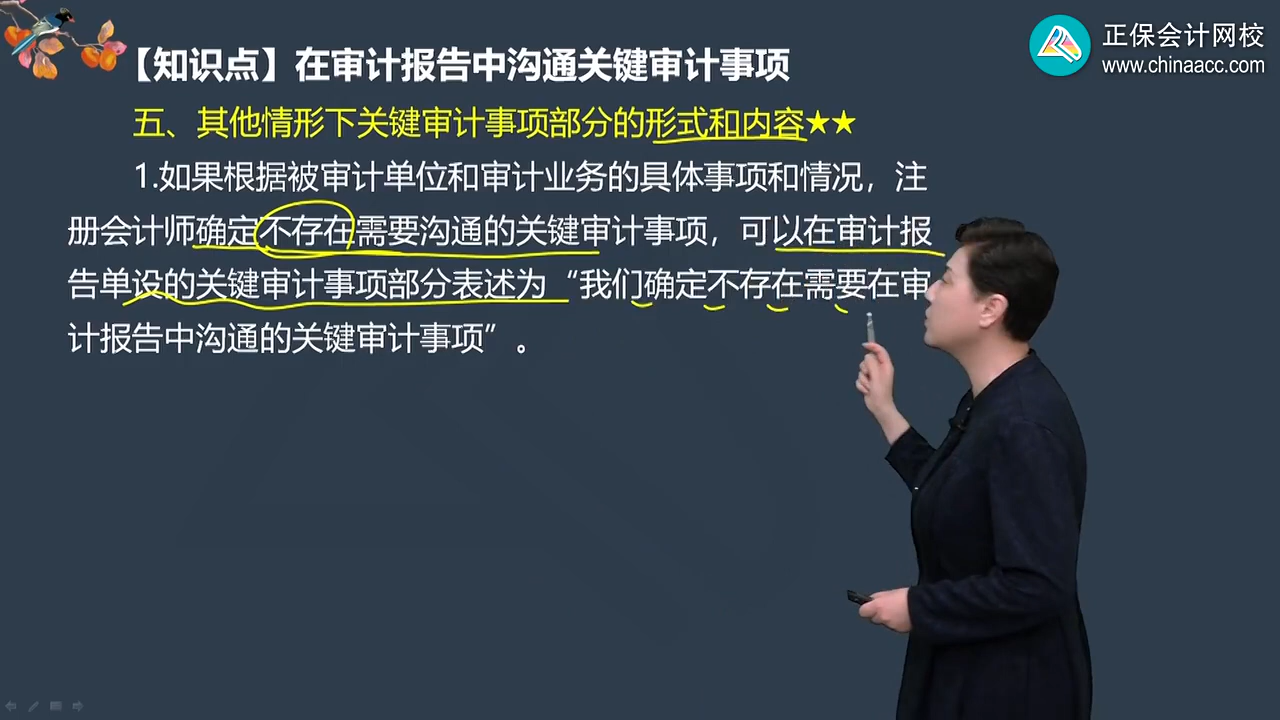 正保会计网校
www.chinaacc.com
【知识点】在审计报告中沟通关键审计事项
五、其他情形下关键审计事项部分的形式和内容★★
1.如果根据被审计单位和审计业务的具体事项和情况，注
册会计师确定不存在需要沟通的关键审计事项，可以在审计报
告单设的关键审计事项部分表述为“我们确定不存在需要在审
计报告中沟通的关键审计事项”。